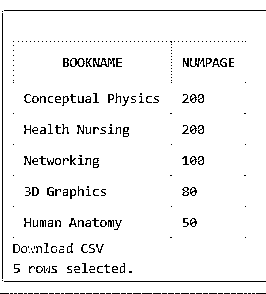 BOOKNAME NUMPAGE
Conceptual Physics 200
Health Nursing 200
Networking 100
3D Graphics 80
Human Anatomy 50
Download CSV
5 rows selected.